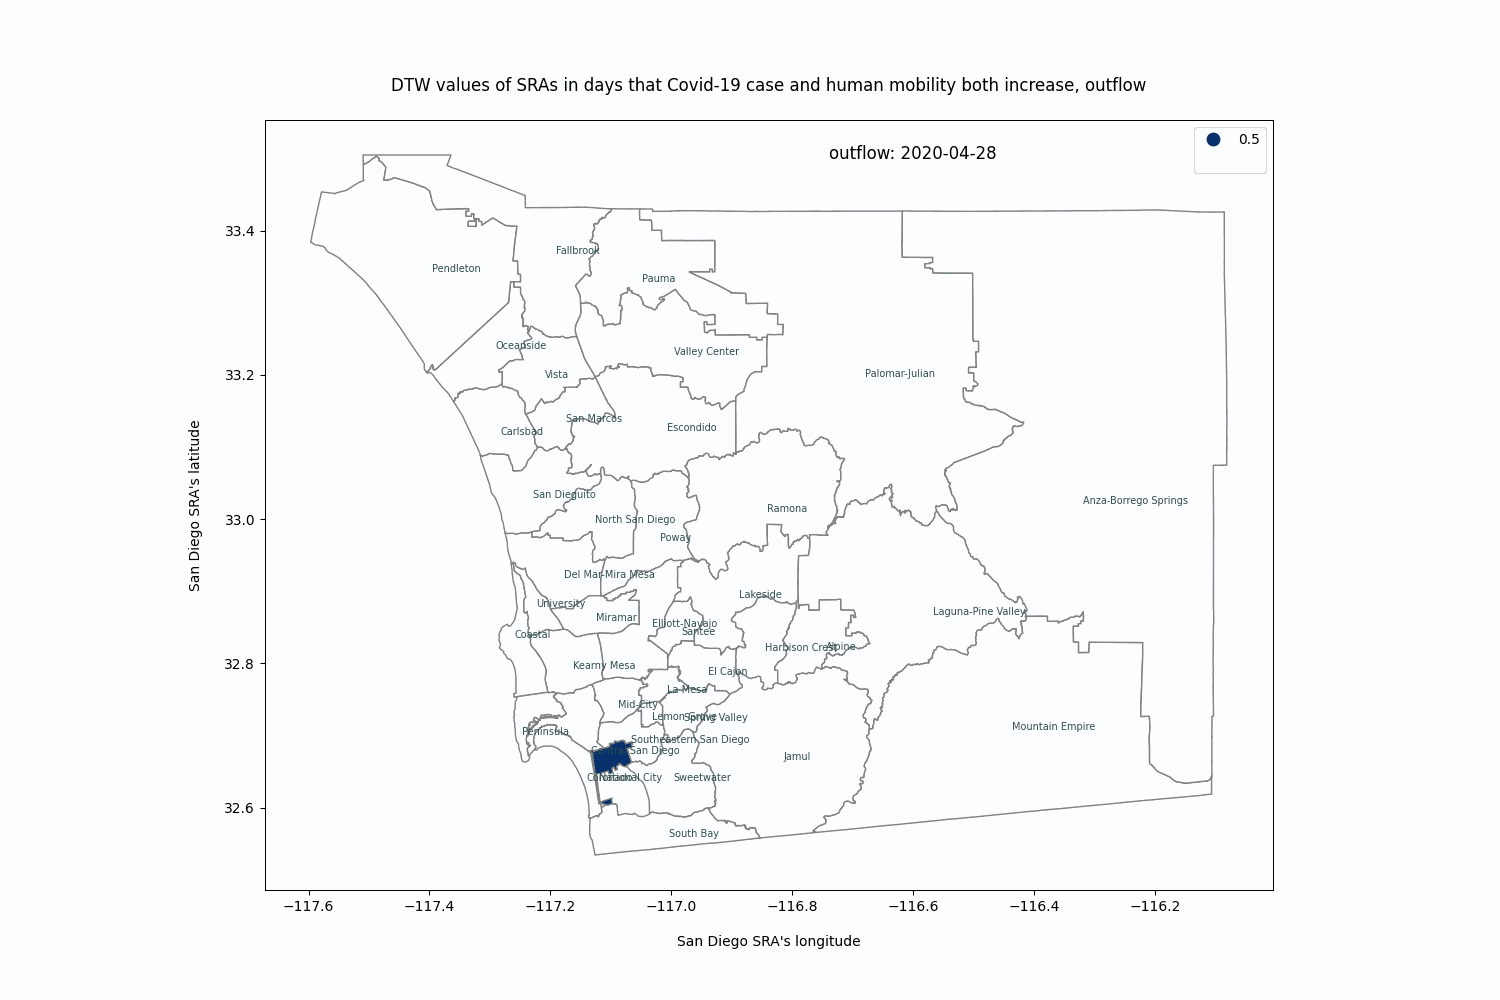 DTW values of SRAs in days that Covid-19 case and human mobility both increase, outflow
outflow: 2020-04-28
0.5
33.4
33.2
33.0
32.8
32.6
San Diego SRA's latitude
Fallbrook
Pendleton
Pauma
Oceanside
Valley Center
Vista
Palomar-Julian
San Marcos
Carlsbad
Escondido
San Dieguito
Anza-Borrego Springs
Ramona
North San Diego
Poway
Del Mar-Mira Mesa
Lakeside
University
Laguna-Pine Valley
Miramar
Elliott-Navajo
Santee
Coastal
Harbison Crest
Alpine
Kearny Mesa
El Cajon
La Mesa
Mid-City
Lemon Grove
Spring Valley
Mountain Empire
Peninsula
Southeastern San Diego
Central San Diego
Jamul
Coronado
National City
Sweetwater
South Bay
−117.6
−117.4
−117.2
−117.0
−116.8
−116.6
−116.4
−116.2
San Diego SRA's longitude